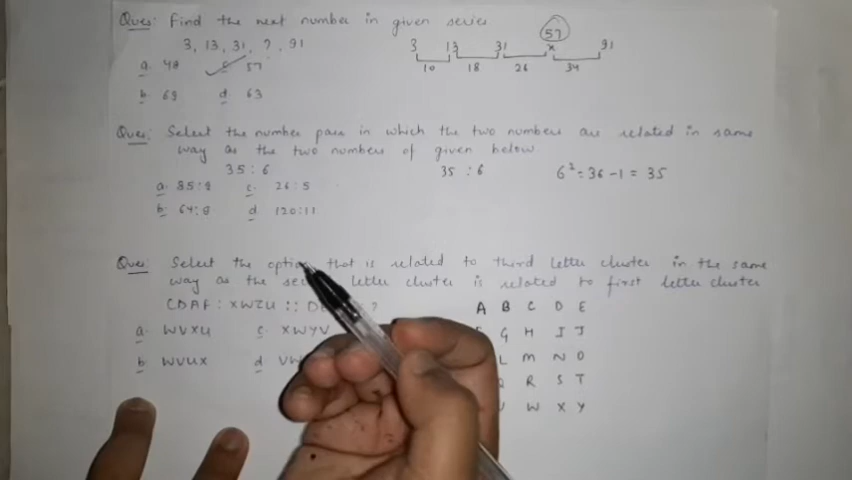 Ques: Find the next number in given series
3, 13, 31, ?, 91
a. 48 c. 57
b. 69 d. 63
57
3 13 31 x 91
10 18 26 34
Ques: Select the number pair in which the two numbers are related in same
way as the two numbers of given below.
35 : 6
a. 85:9 c. 26:5
b. 64:8 d. 120:11
35 : 6 6² = 36 - 1 = 35
Ques: Select the option that is related to third letter cluster in the same
way as the letter cluster is related to first letter cluster
CDAF : XWZU :: ?
a. WVXU c. XWYV
b. WVUX d.
A B C D E
G H I J
L M N O
R S T
W X Y